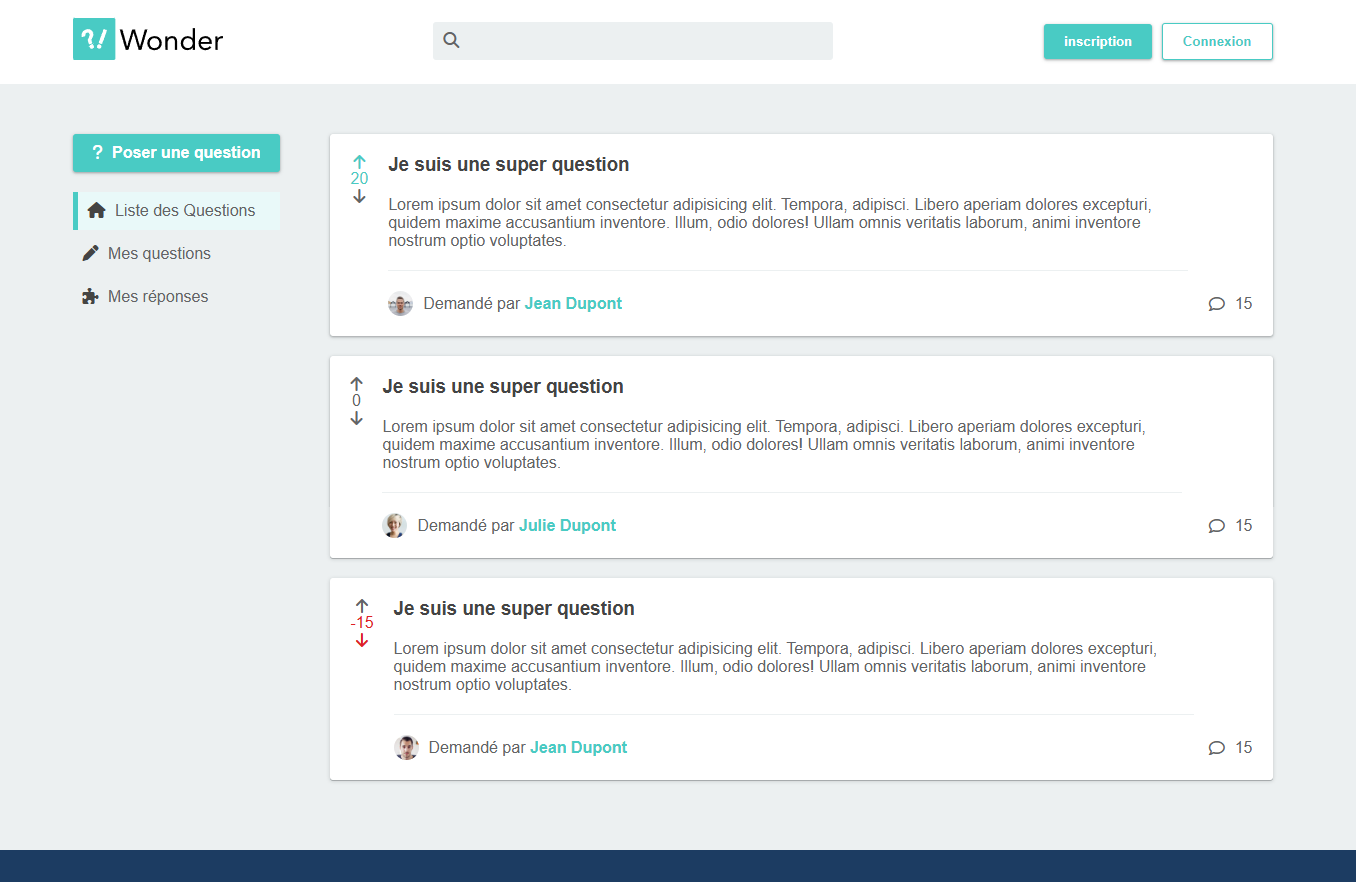 ?! Wonder
inscription
Connexion
? Poser une question
Liste des Questions
Mes questions
Mes réponses
20
Je suis une super question
Lorem ipsum dolor sit amet consectetur adipisicing elit. Tempora, adipisci. Libero aperiam dolores excepturi,
quidem maxime accusantium inventore. Illum, odio dolores! Ullam omnis veritatis laborum, animi inventore
nostrum optio voluptates.
Demandé par Jean Dupont
15
0
Je suis une super question
Lorem ipsum dolor sit amet consectetur adipisicing elit. Tempora, adipisci. Libero aperiam dolores excepturi,
quidem maxime accusantium inventore. Illum, odio dolores! Ullam omnis veritatis laborum, animi inventore
nostrum optio voluptates.
Demandé par Julie Dupont
15
-15
Je suis une super question
Lorem ipsum dolor sit amet consectetur adipisicing elit. Tempora, adipisci. Libero aperiam dolores excepturi,
quidem maxime accusantium inventore. Illum, odio dolores! Ullam omnis veritatis laborum, animi inventore
nostrum optio voluptates.
Demandé par Jean Dupont
15